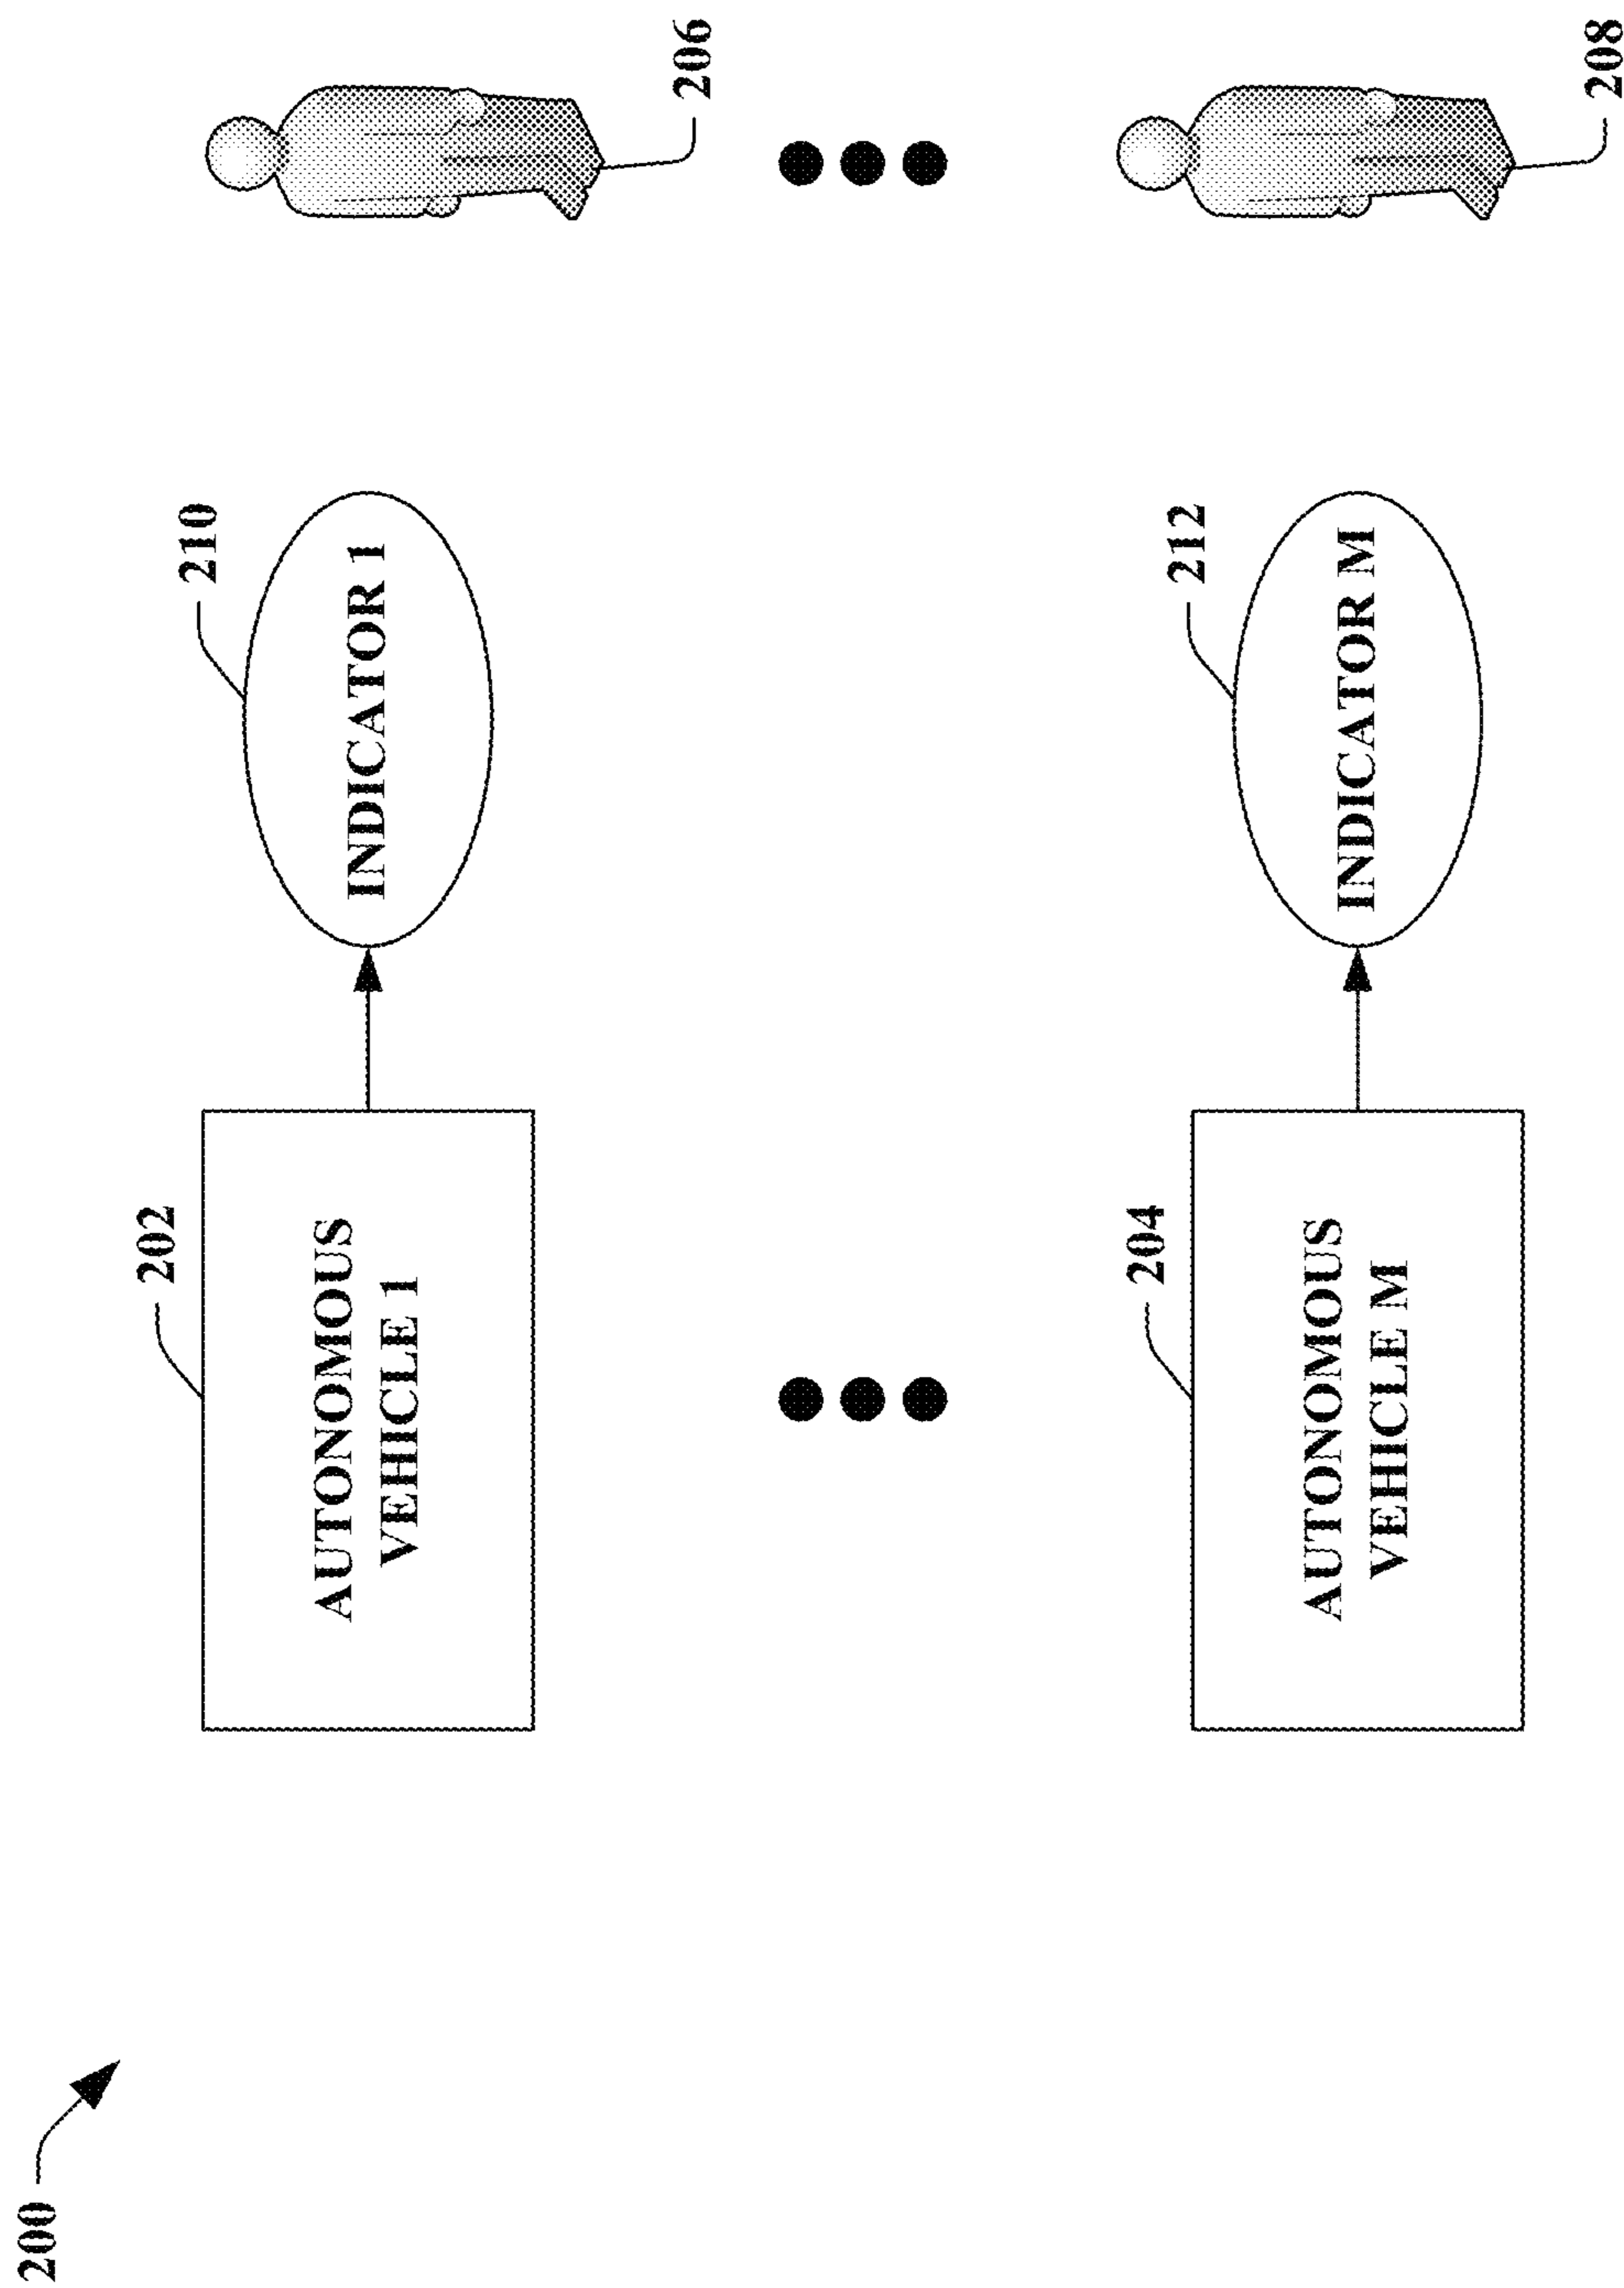 200
202
AUTONOMOUS
VEHICLE 1
210
INDICATOR 1
206
204
AUTONOMOUS
VEHICLE M
212
INDICATOR M
208